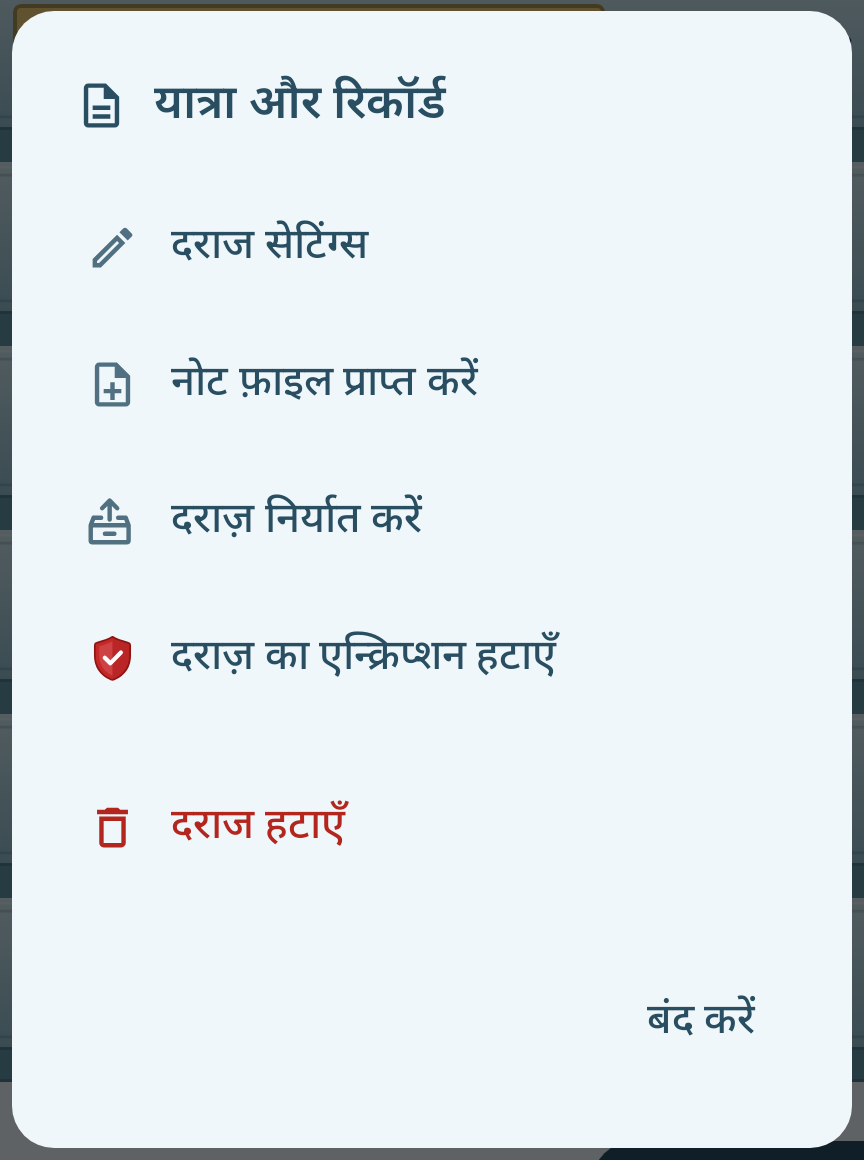 यात्रा और रिकॉर्ड
दराज सेटिंग्स
नोट फ़ाइल प्राप्त करें
दराज़ निर्यात करें
दराज़ का एन्क्रिप्शन हटाएँ
दराज हटाएँ
बंद करें